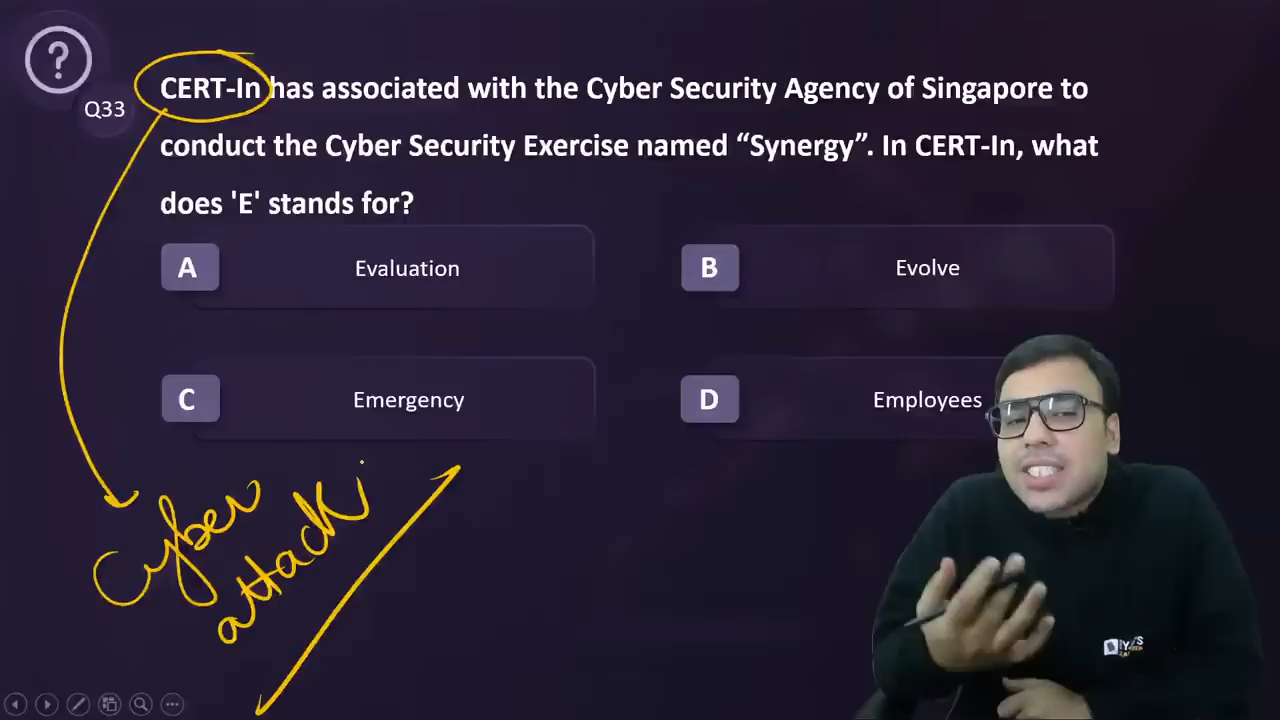 Q33
CERT-In has associated with the Cyber Security Agency of Singapore to
conduct the Cyber Security Exercise named “Synergy”. In CERT-In, what
does 'E' stands for?
A Evaluation
B Evolve
C Emergency
D Employees
Cyber
attack